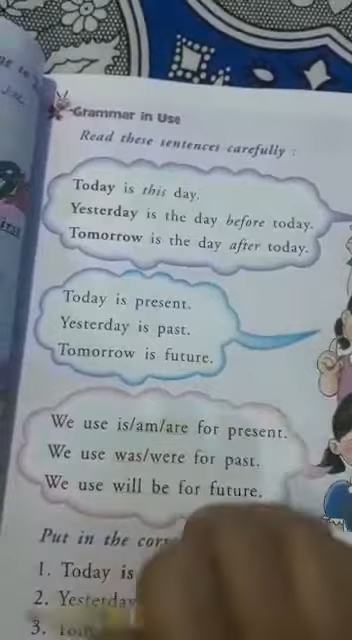 Grammar in Use
Read these sentences carefully :
Today is this day.
Yesterday is the day before today.
Tomorrow is the day after today.
Today is present.
Yesterday is past.
Tomorrow is future.
We use is/am/are for present.
We use was/were for past.
We use will be for future.
Put in the
1. Today is
2. Yesterday
3.